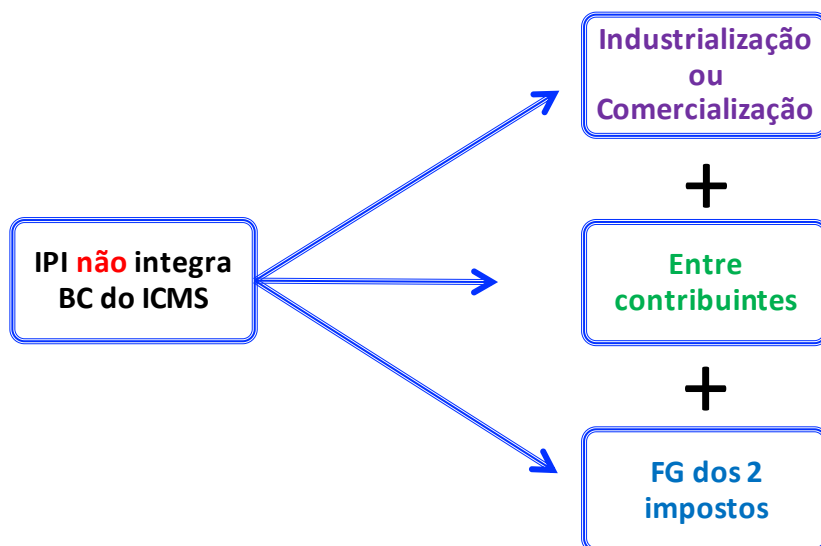 Industrialização
ou
Comercialização
+
IPI não integra
BC do ICMS
Entre
contribuintes
+
FG dos 2
impostos